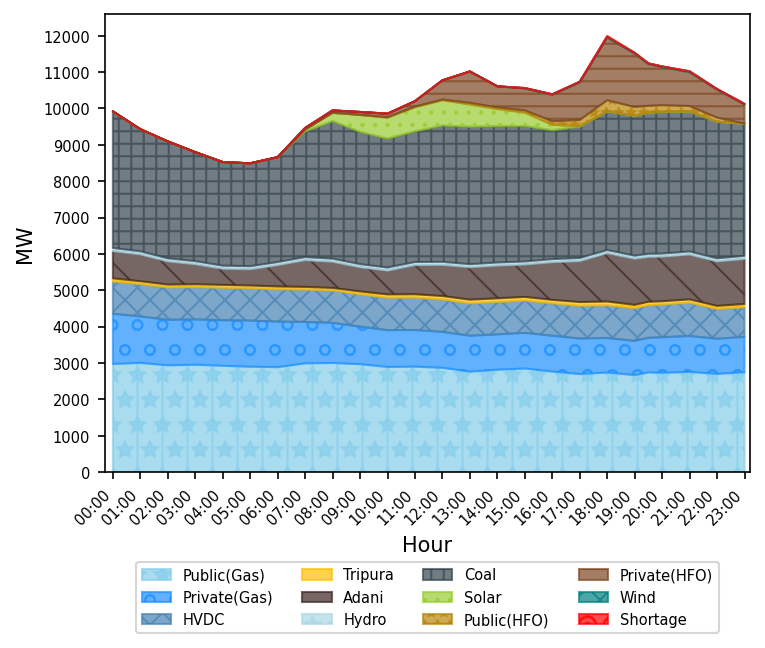 12000
11000
10000
9000
8000
7000
6000
5000
4000
3000
2000
1000
0
MW
00:00 01:00 02:00 03:00 04:00 05:00 06:00 07:00 08:00 09:00 10:00 11:00 12:00 13:00 14:00 15:00 16:00 17:00 18:00 19:00 20:00 21:00 22:00 23:00
Hour
Public(Gas) Tripura Coal Private(HFO)
Private(Gas) Adani Solar Wind
HVDC Hydro Public(HFO) Shortage